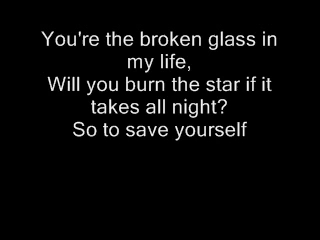 You're the broken glass in
my life,
Will you burn the star if it
takes all night?
So to save yourself